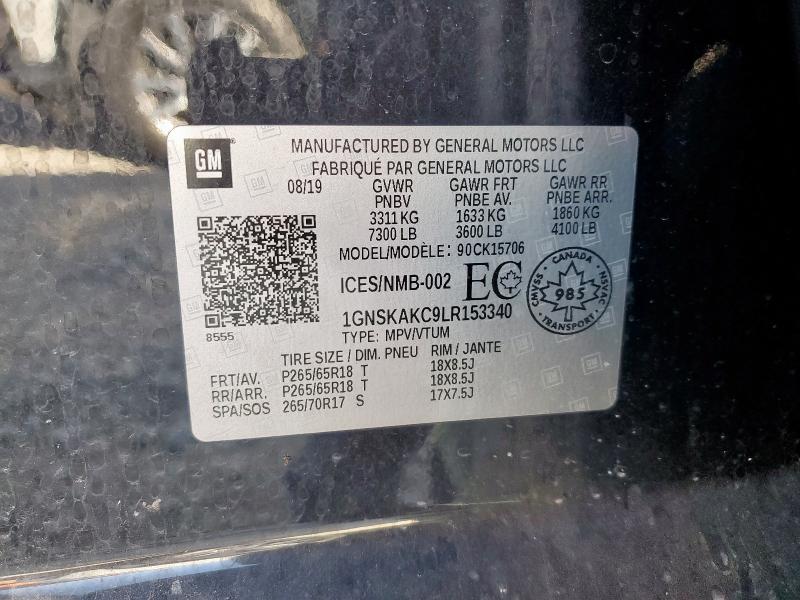 GM
MANUFACTURED BY GENERAL MOTORS LLC
FABRIQUÉ PAR GENERAL MOTORS LLC
08/19 GVWR GAWR FRT GAWR RR
PNBV PNBE AV. PNBE ARR.
3311 KG 1633 KG 1860 KG
7300 LB 3600 LB 4100 LB
MODEL/MODÈLE: 90CK15706
ICES/NMB-002 EC
CANADA
CMVSS 985 NSVAC
1GNSKAKC9LR153340
8555
TYPE: MPV/VTUM
TIRE SIZE / DIM. PNEU RIM / JANTE
FRT/AV. P265/65R18 T 18X8.5J
RR/ARR. P265/65R18 T 18X8.5J
SPA/SOS 265/70R17 S 17X7.5J